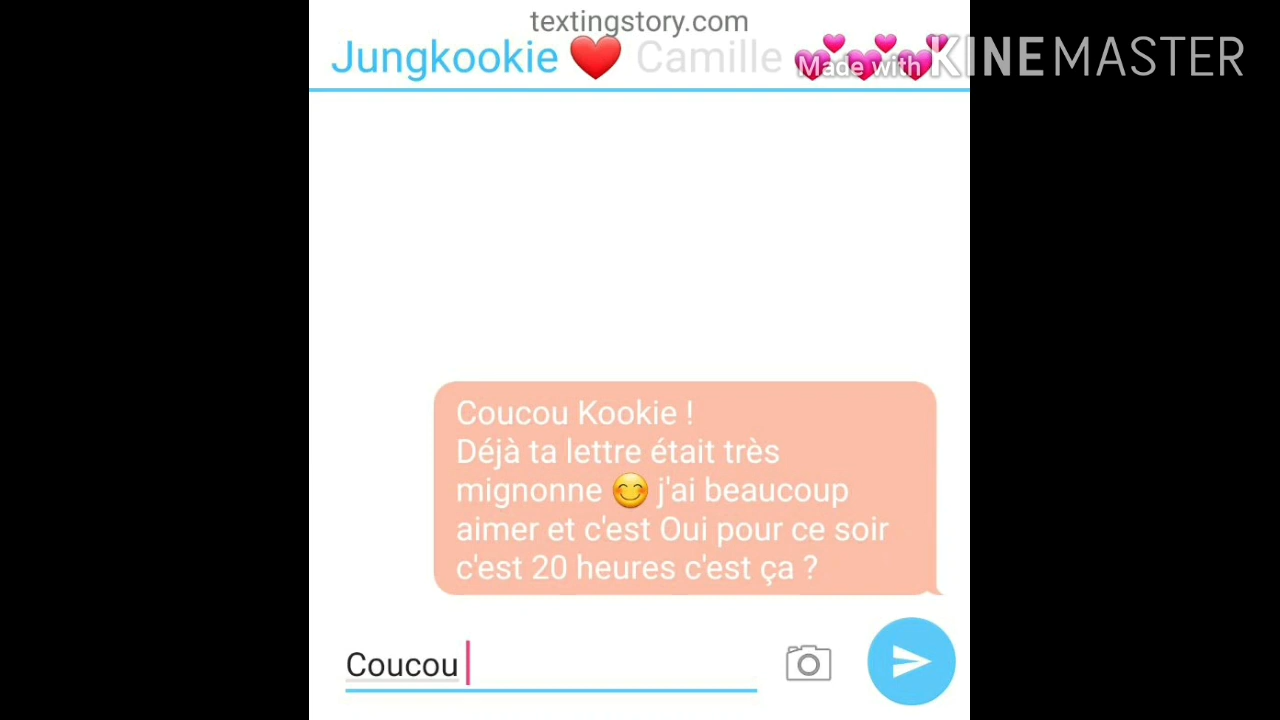 textingstory.com
Jungkookie ❤️ Camille 💕💕💕
Made with KINEMASTER
Coucou Kookie !
Déjà ta lettre était très
mignonne 😊 j'ai beaucoup
aimer et c'est Oui pour ce soir
c'est 20 heures c'est ça ?
Coucou